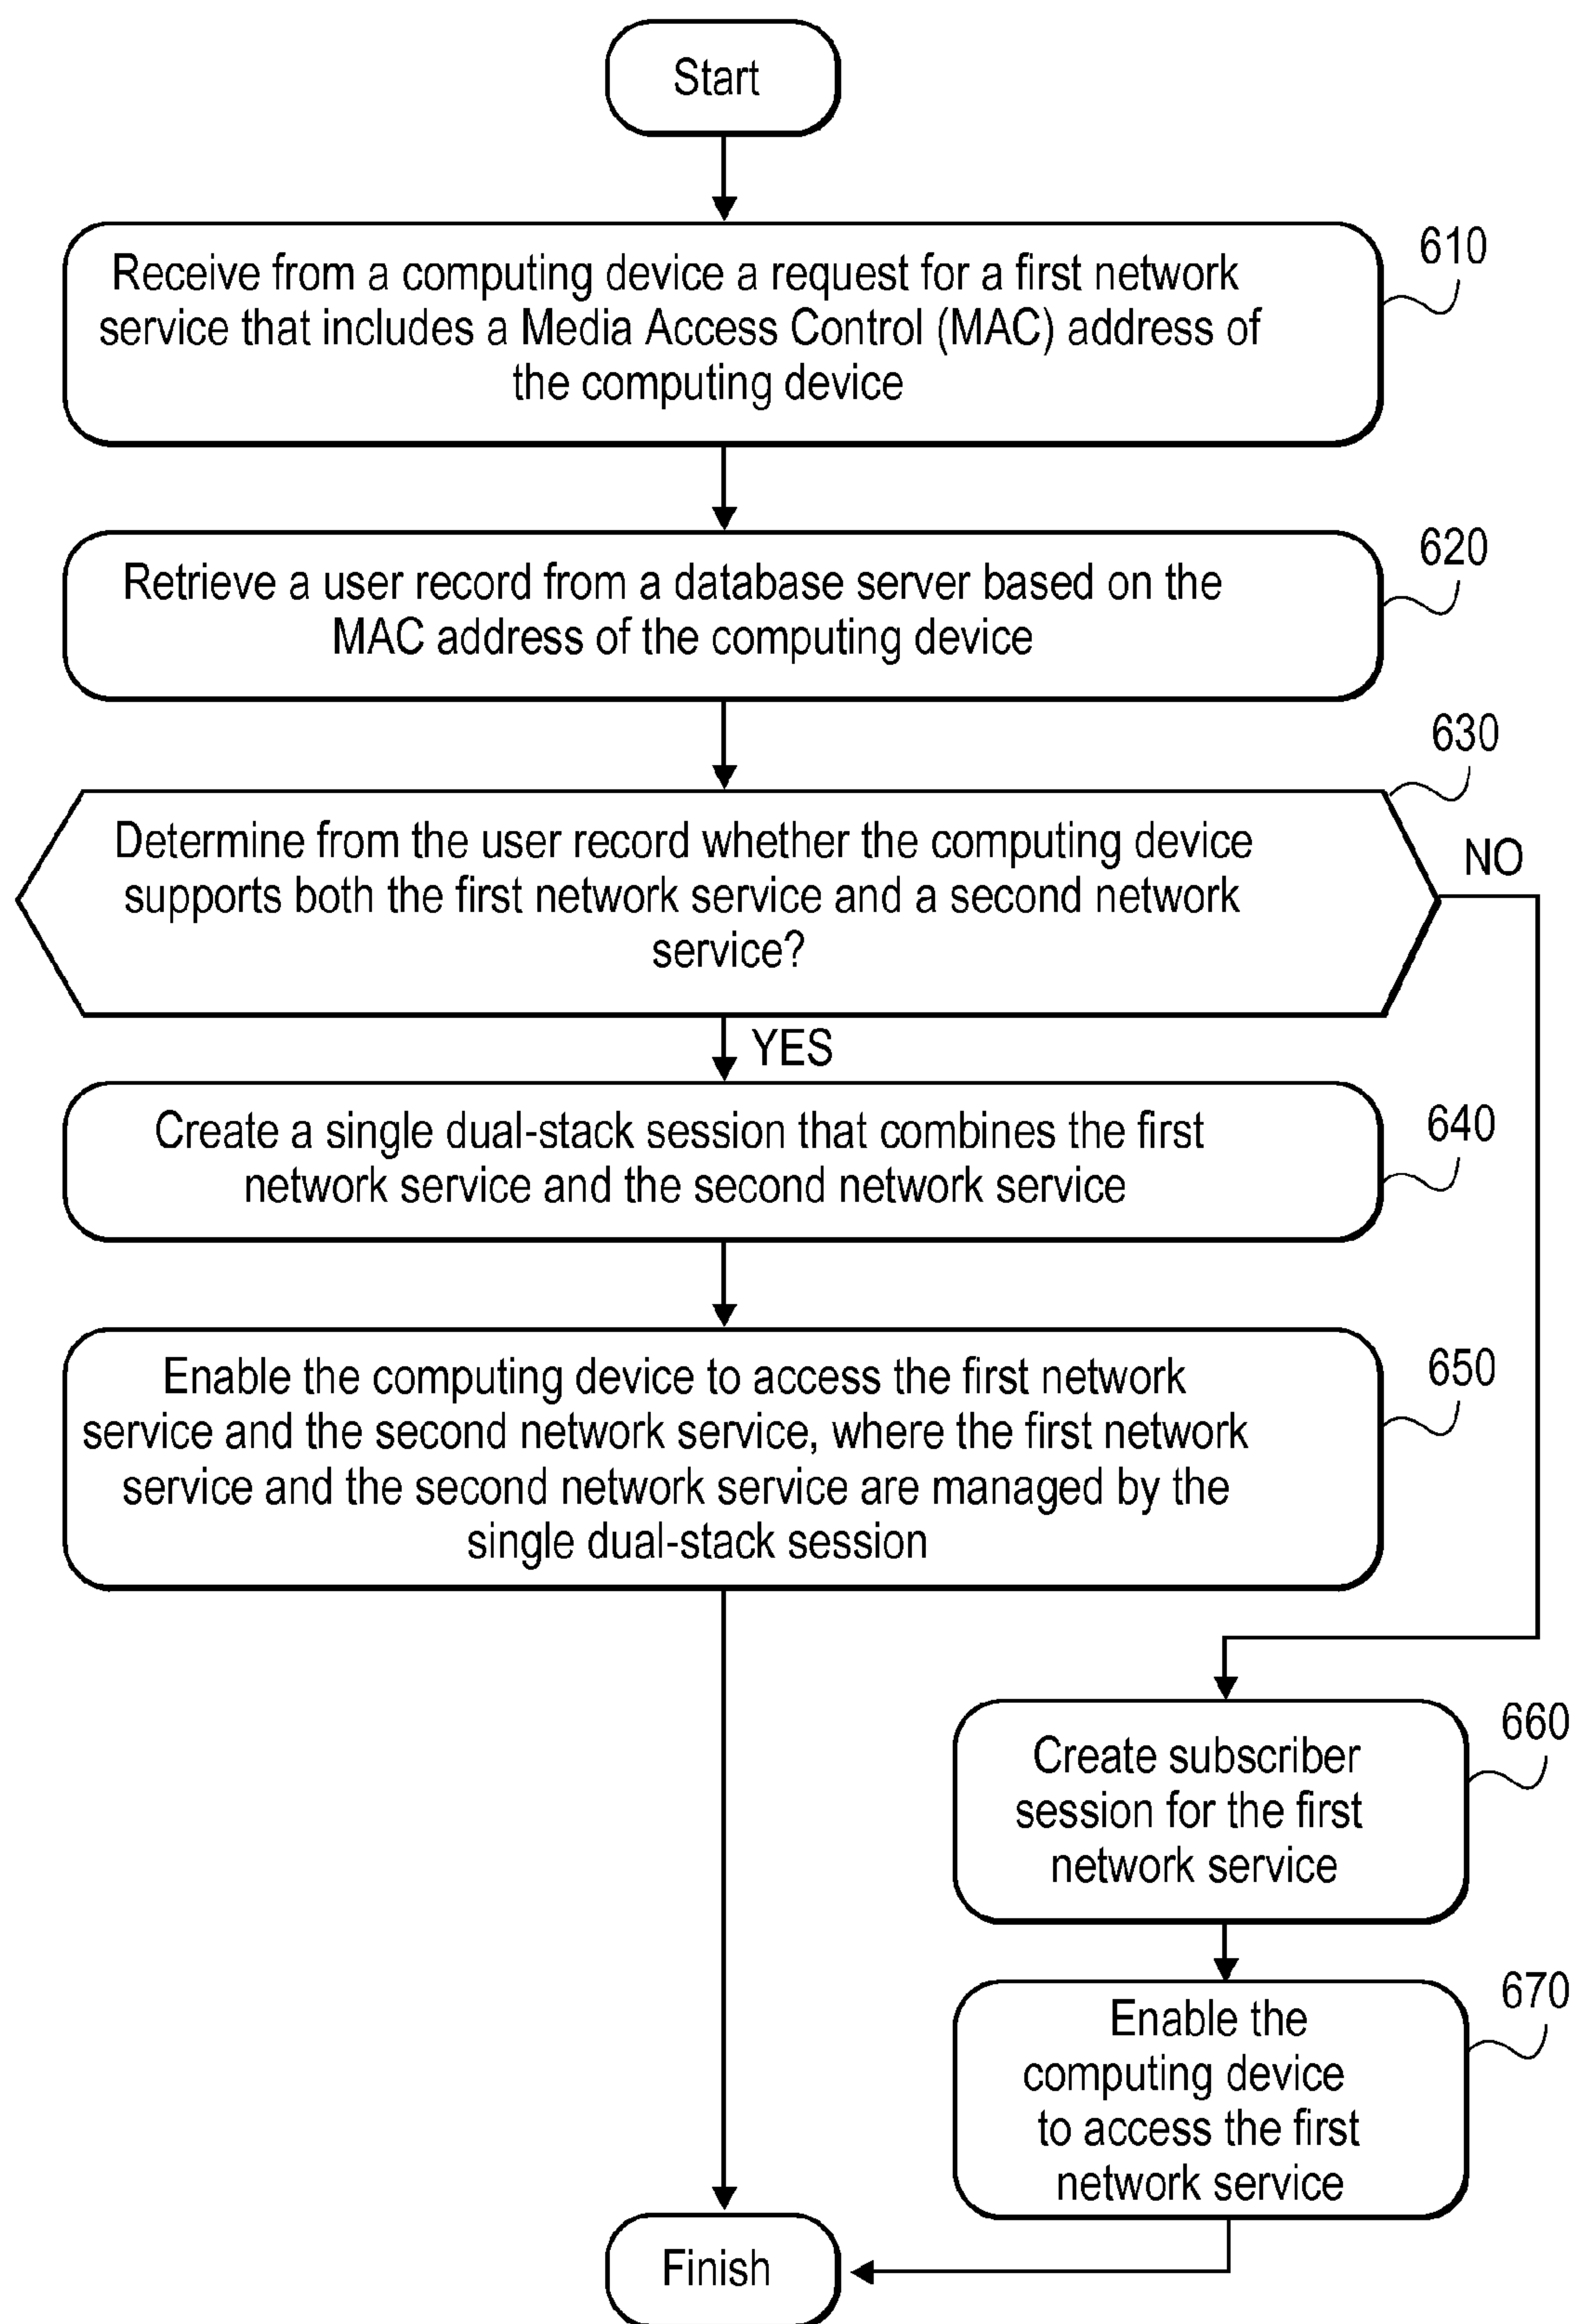 Start
Receive from a computing device a request for a first network
service that includes a Media Access Control (MAC) address of
the computing device
610
Retrieve a user record from a database server based on the
MAC address of the computing device
620
630
Determine from the user record whether the computing device
supports both the first network service and a second network
service?
NO
YES
Create a single dual-stack session that combines the first
network service and the second network service
640
Enable the computing device to access the first network
service and the second network service, where the first network
service and the second network service are managed by the
single dual-stack session
650
Create subscriber
session for the first
network service
660
Enable the
computing device
to access the first
network service
670
Finish